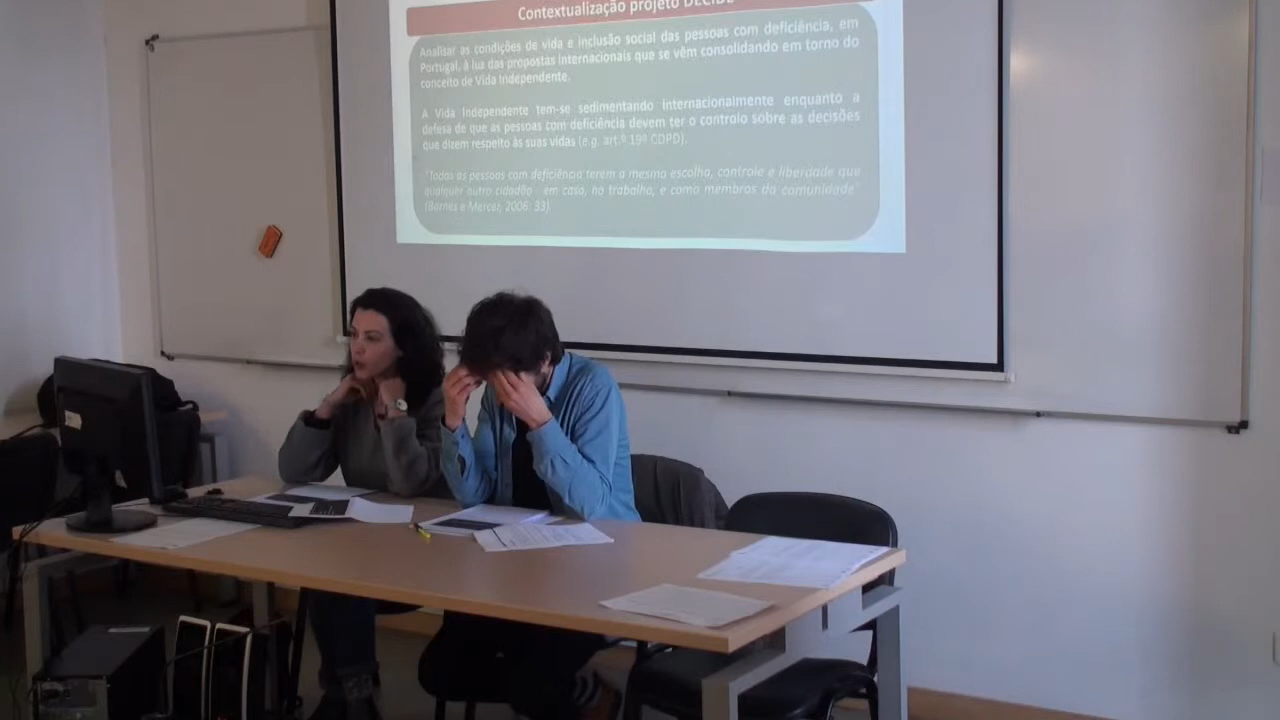 Contextualização projeto DECIDE
Analisar as condições de vida e inclusão social das pessoas com deficiência, em
Portugal, à luz das propostas internacionais que se vêm consolidando em torno do
conceito de Vida Independente.
A Vida Independente tem-se sedimentando internacionalmente enquanto a
defesa de que as pessoas com deficiência devem ter o controlo sobre as decisões
que dizem respeito às suas vidas (e.g. art.º 19º CDPD).
"Todas as pessoas com deficiência terem a mesma escolha, controle e liberdade que
qualquer outro cidadão - em casa, no trabalho, e como membros da comunidade"
(Barnes e Mercer, 2006: 33)